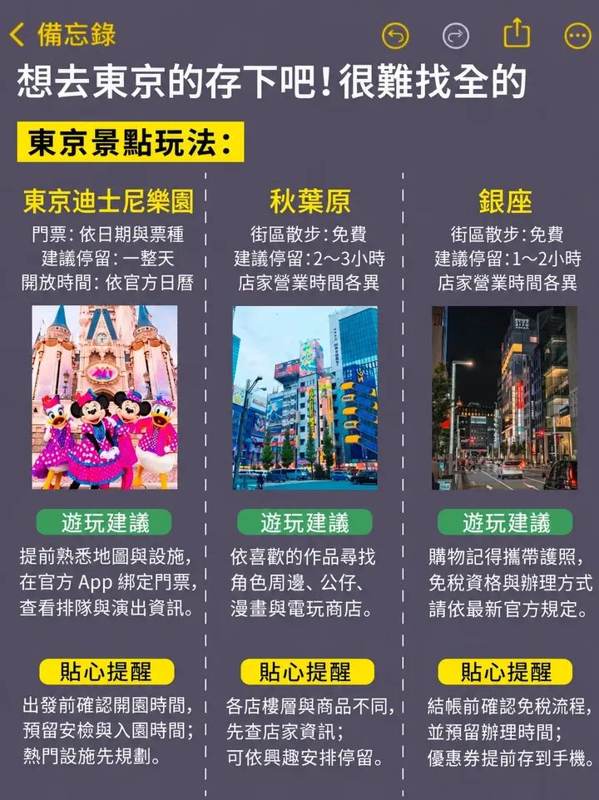 備忘錄
想去東京的存下吧！很難找全的
東京景點玩法：
東京迪士尼樂園
門票：依日期與票種
建議停留：一整天
開放時間：依官方日曆
遊玩建議
提前熟悉地圖與設施，
在官方 App 綁定門票，
查看排隊與演出資訊。
貼心提醒
出發前確認開園時間，
預留安檢與入園時間；
熱門設施先規劃。
秋葉原
街區散步：免費
建議停留：2～3小時
店家營業時間各異
遊玩建議
依喜歡的作品尋找
角色周邊、公仔、
漫畫與電玩商店。
貼心提醒
各店樓層與商品不同，
先查店家資訊；
可依興趣安排停留。
銀座
街區散步：免費
建議停留：1～2小時
店家營業時間各異
遊玩建議
購物記得攜帶護照，
免稅資格與辦理方式
請依最新官方規定。
貼心提醒
結帳前確認免稅流程，
並預留辦理時間；
優惠券提前存到手機。